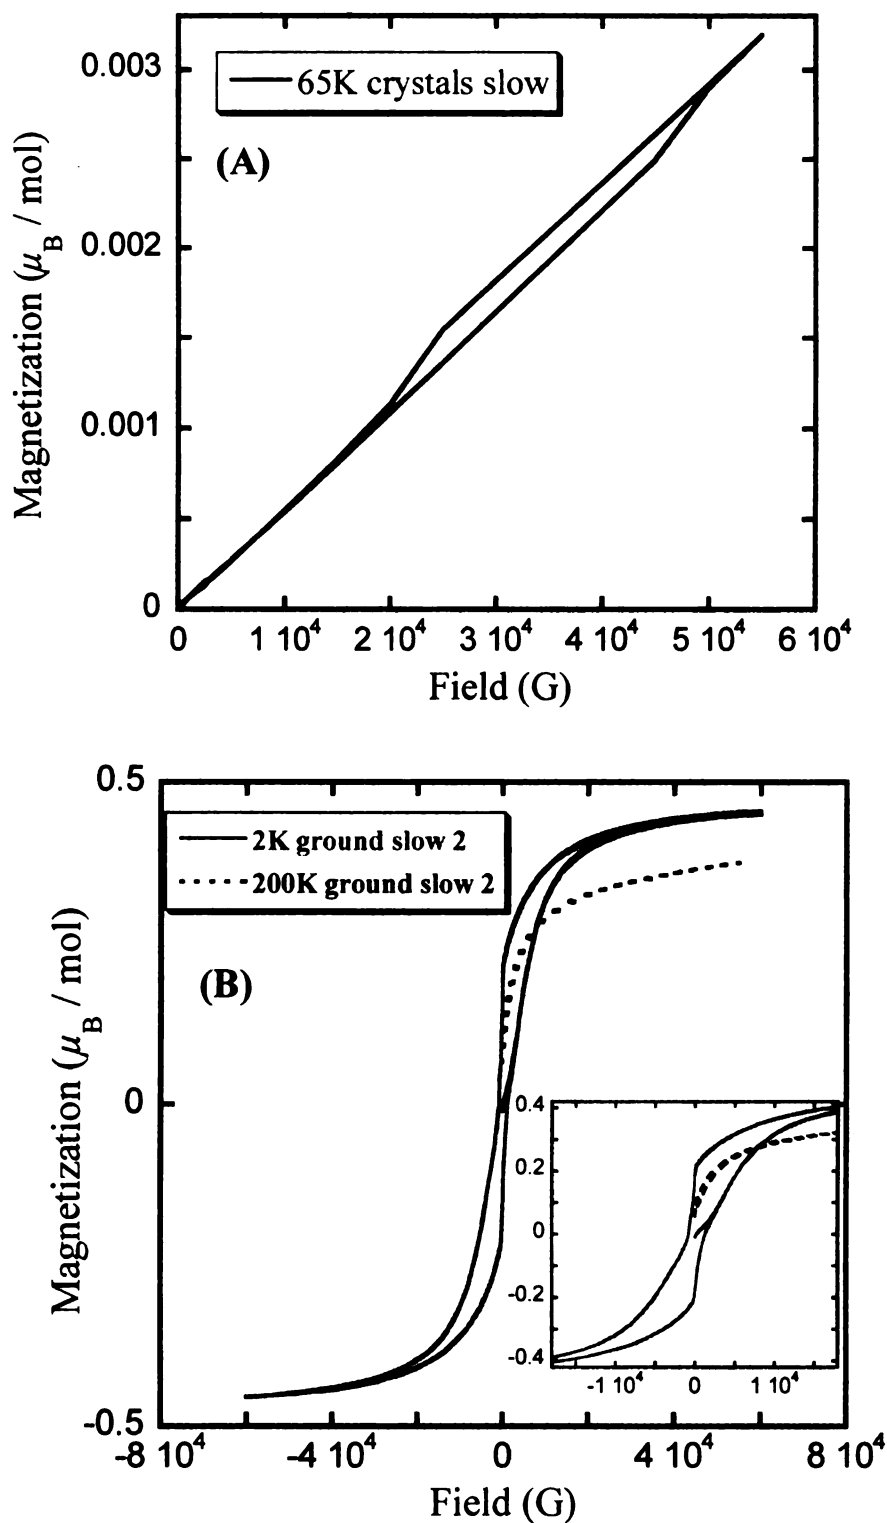 0.003
65K crystals slow
(A)
Magnetization (μB / mol)
0.002
0.001
0
0 1 10⁴ 2 10⁴ 3 10⁴ 4 10⁴ 5 10⁴ 6 10⁴
Field (G)
0.5
2K ground slow 2
200K ground slow 2
(B)
Magnetization (μB / mol)
0
-0.5
0.4
0.2
0
-0.2
-0.4
-1 10⁴ 0 1 10⁴
-8 10⁴ -4 10⁴ 0 4 10⁴ 8 10⁴
Field (G)